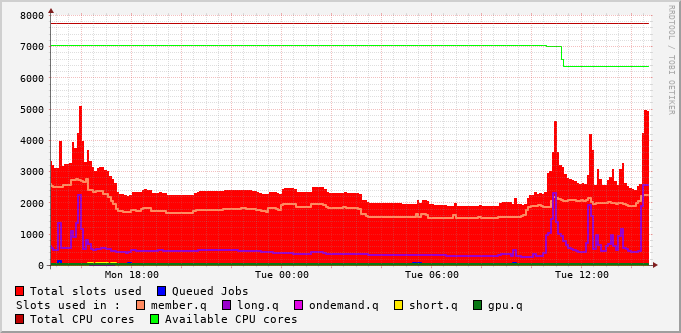 8000
7000
6000
5000
4000
3000
2000
1000
0
Mon 18:00 Tue 00:00 Tue 06:00 Tue 12:00
RRDTOOL / TOBI OETIKER
Total slots used Queued Jobs
Slots used in : member.q long.q ondemand.q short.q gpu.q
Total CPU cores Available CPU cores